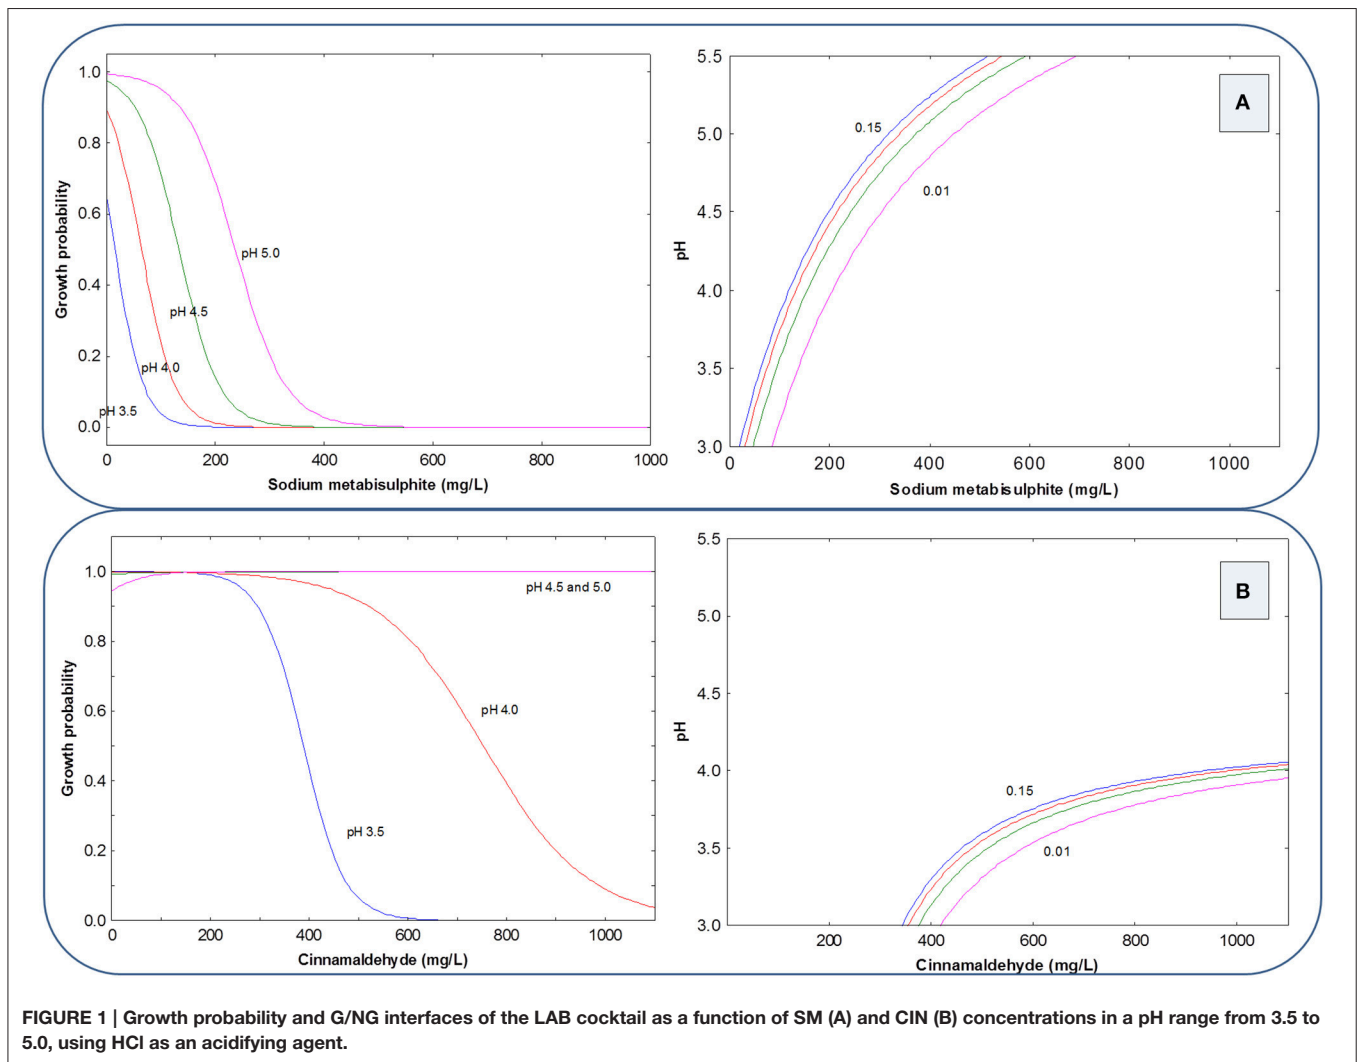 1.0
0.8
0.6
0.4
0.2
0.0
Growth probability
pH 5.0
pH 4.5
pH 4.0
pH 3.5
0 200 400 600 800 1000
Sodium metabisulphite (mg/L)
5.5
5.0
4.5
4.0
3.5
3.0
pH
A
0.15
0.01
0 200 400 600 800 1000
Sodium metabisulphite (mg/L)
1.0
0.8
0.6
0.4
0.2
0.0
Growth probability
pH 4.5 and 5.0
pH 4.0
pH 3.5
0 200 400 600 800 1000
Cinnamaldehyde (mg/L)
5.5
5.0
4.5
4.0
3.5
3.0
pH
B
0.15
0.01
200 400 600 800 1000
Cinnamaldehyde (mg/L)
FIGURE 1 | Growth probability and G/NG interfaces of the LAB cocktail as a function of SM (A) and CIN (B) concentrations in a pH range from 3.5 to
5.0, using HCl as an acidifying agent.